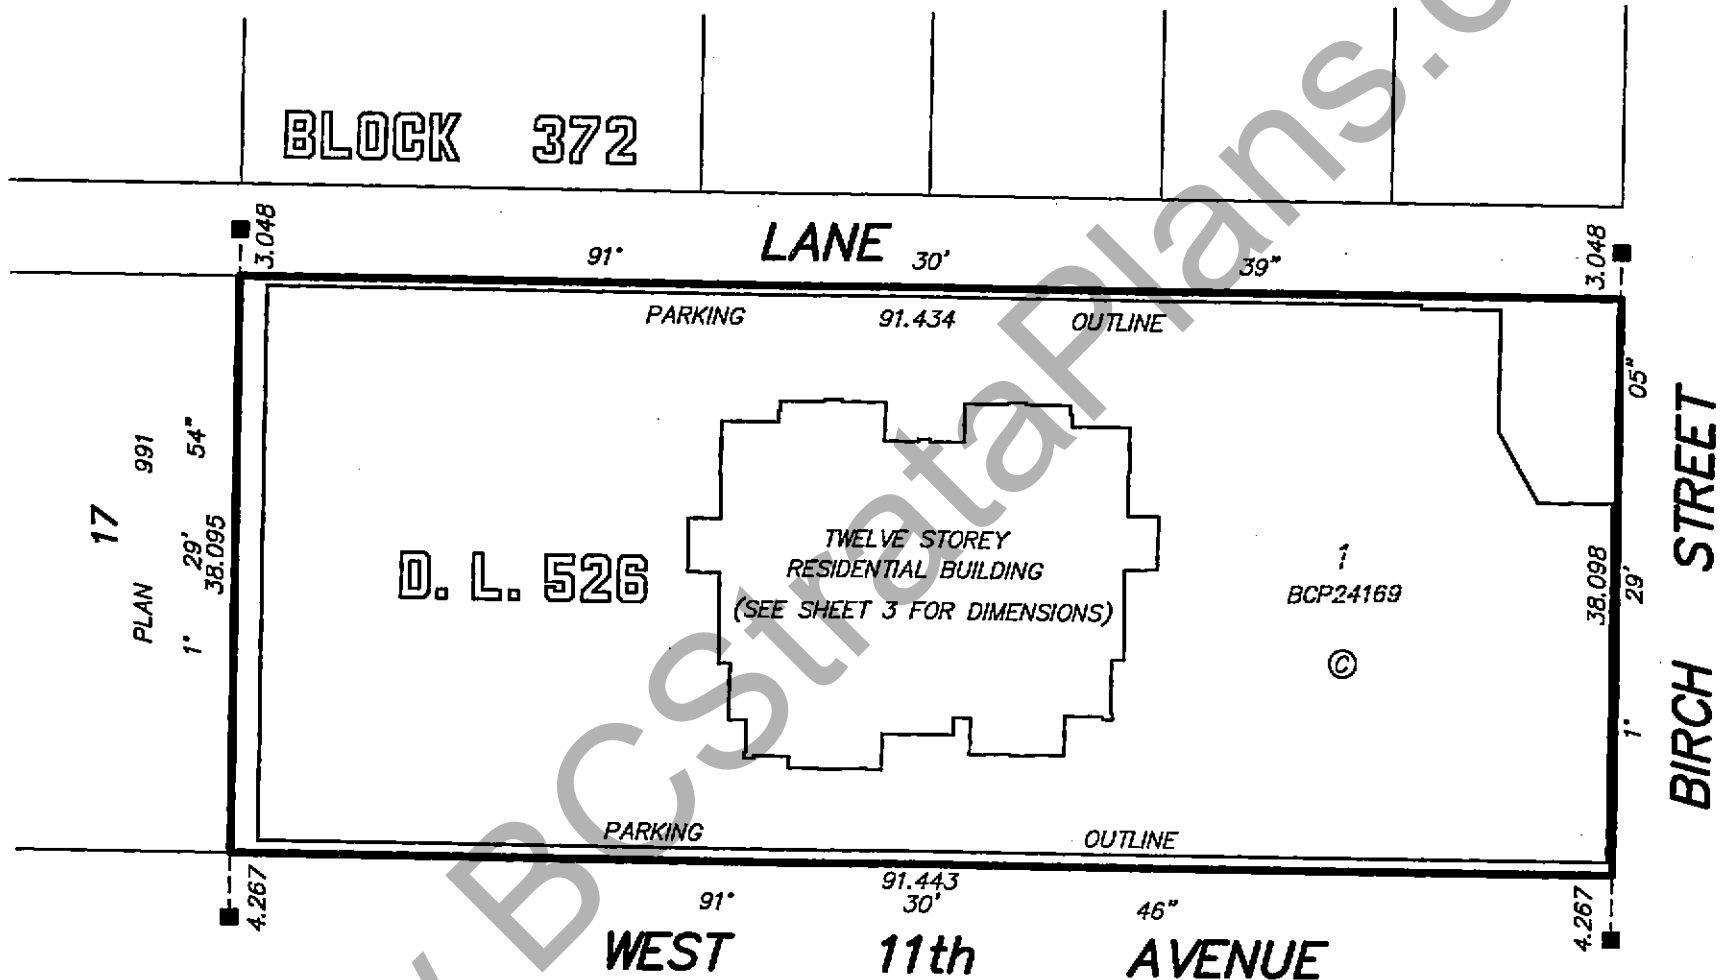 BLOCK 372
3.048
LANE
3.048
91° 30' 39"
PARKING 91.434 OUTLINE
17
PLAN 991
1° 29' 54"
38.095
D. L. 526
TWELVE STOREY
RESIDENTIAL BUILDING
(SEE SHEET 3 FOR DIMENSIONS)
1
BCP24169
©
38.098
1° 29' 05"
BIRCH STREET
PARKING OUTLINE
4.267
91.443
91° 30' 46"
4.267
WEST 11th AVENUE
BCStrataPlans.